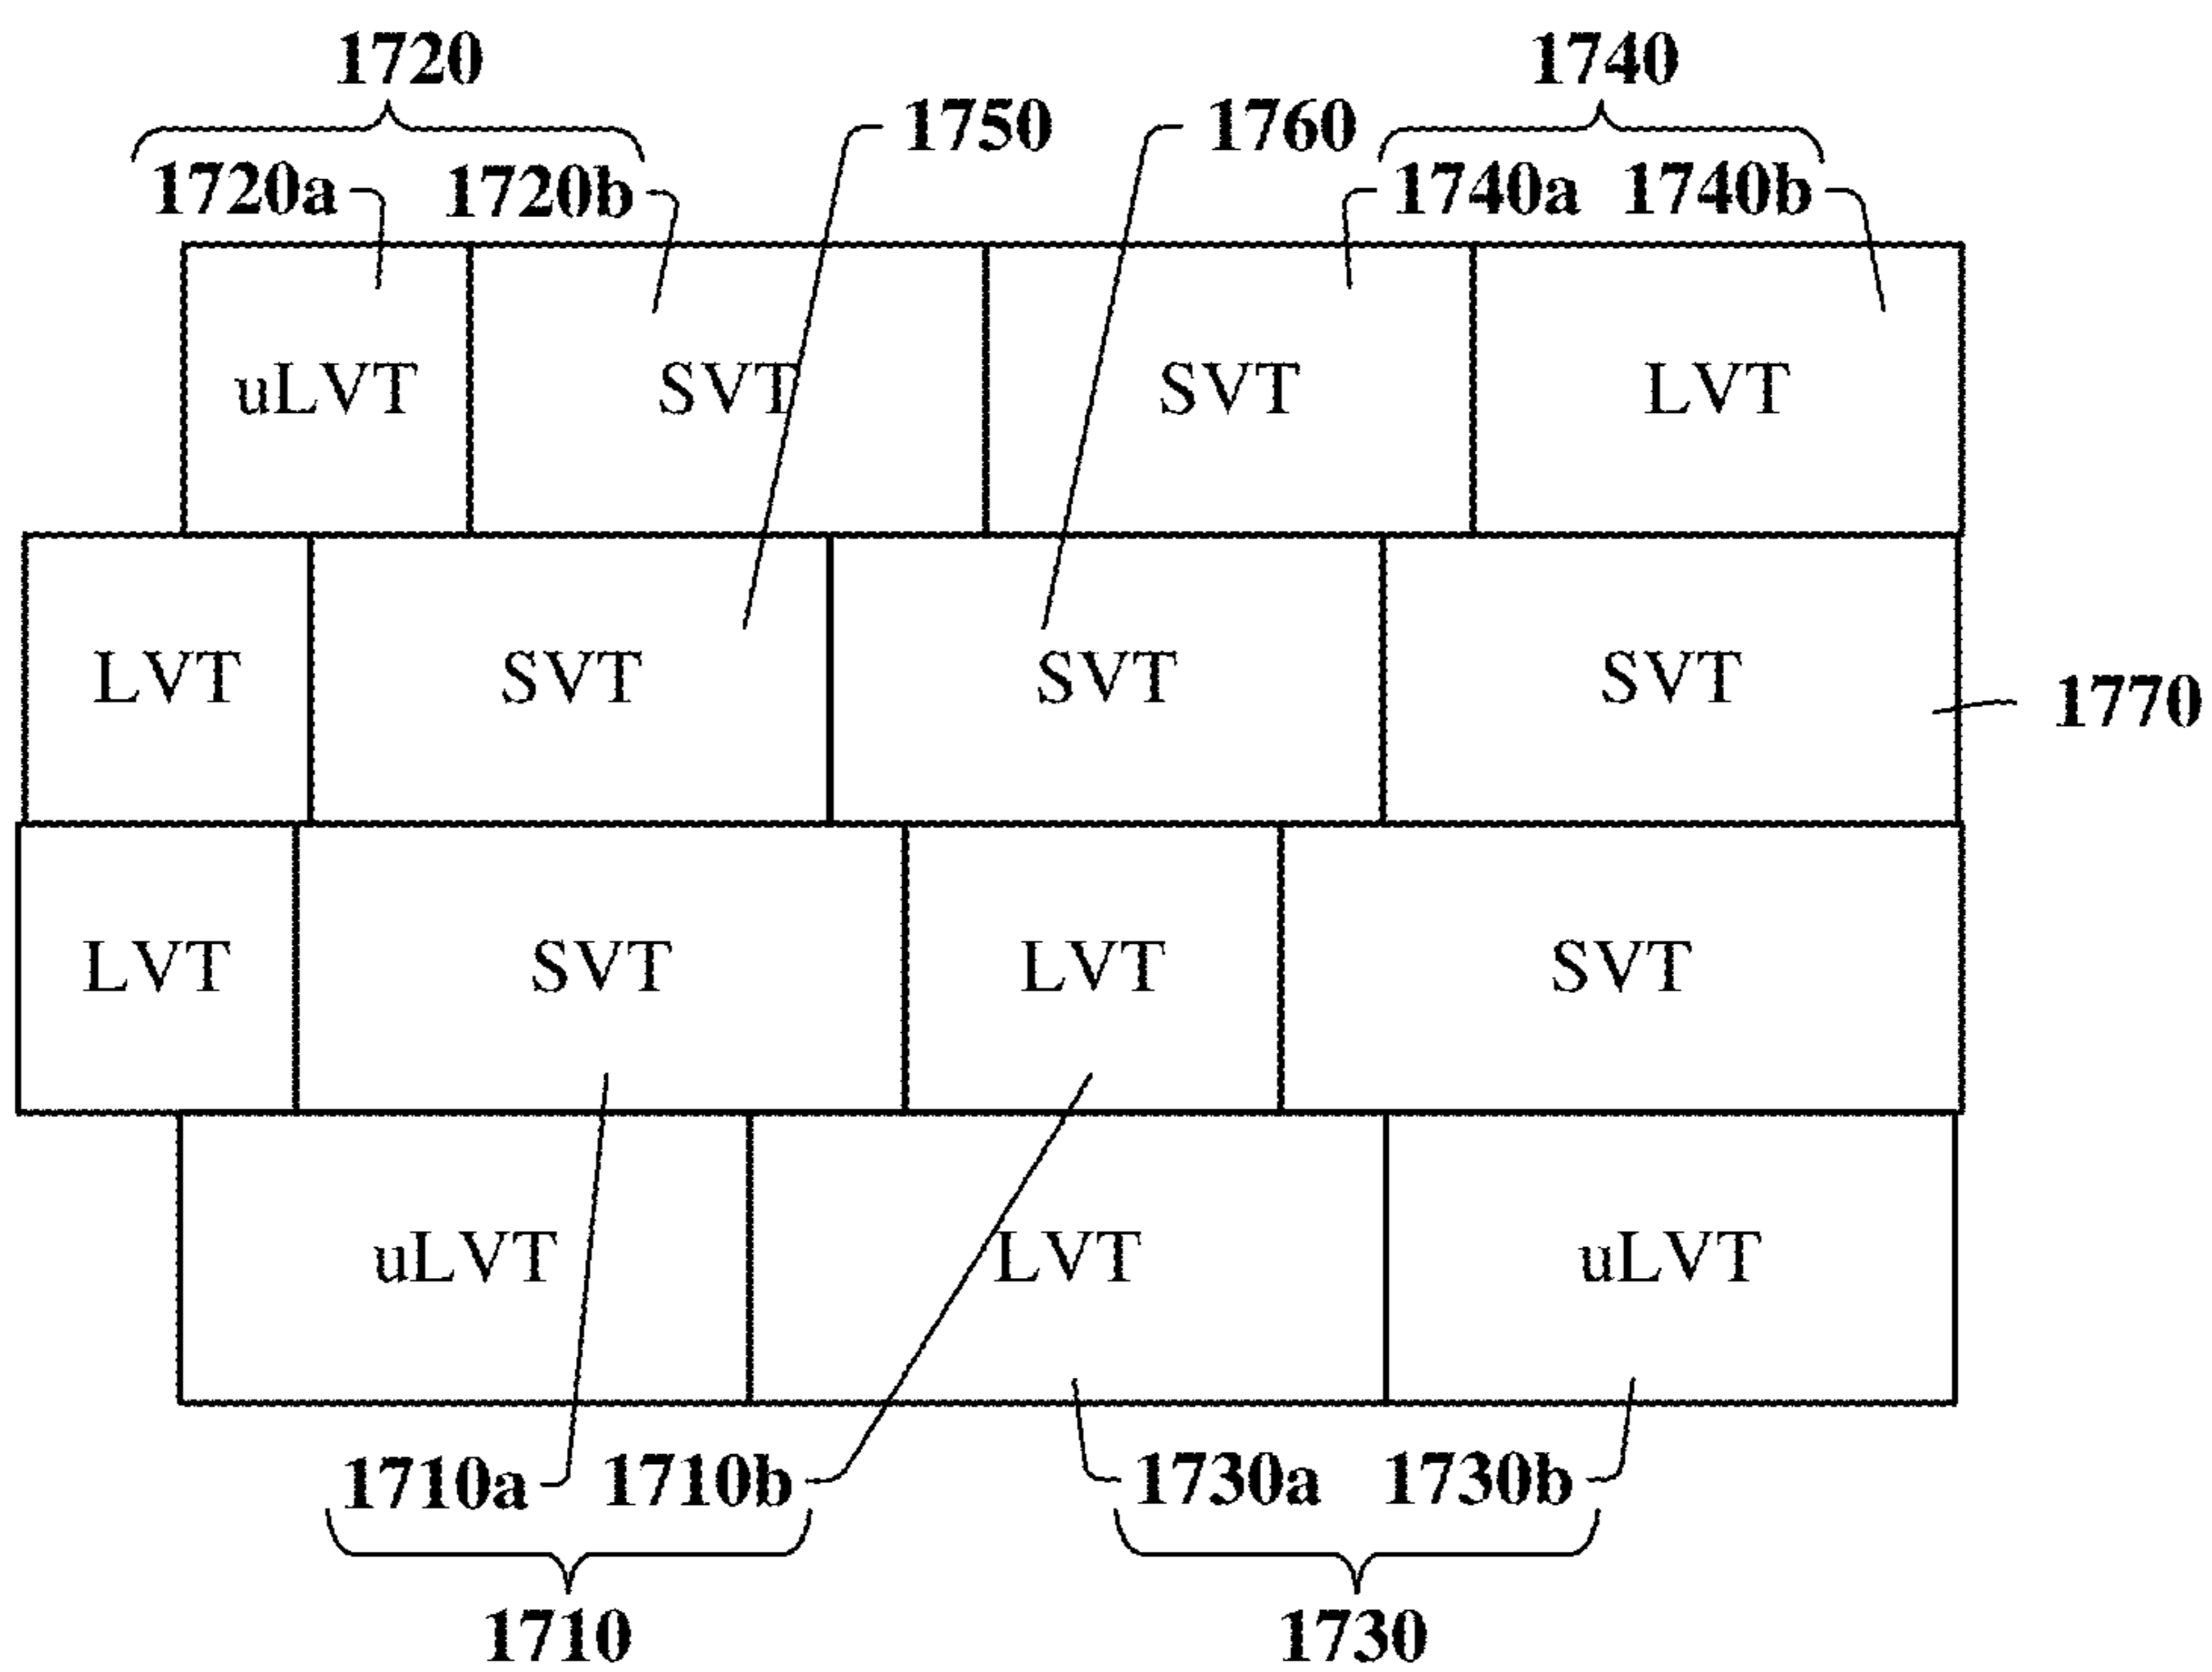 1720 1740
1750 1760
1720a 1720b 1740a 1740b
uLVT SVT SVT LVT
LVT SVT SVT SVT
1770
LVT SVT LVT SVT
uLVT LVT uLVT
1710a 1710b 1730a 1730b
1710 1730